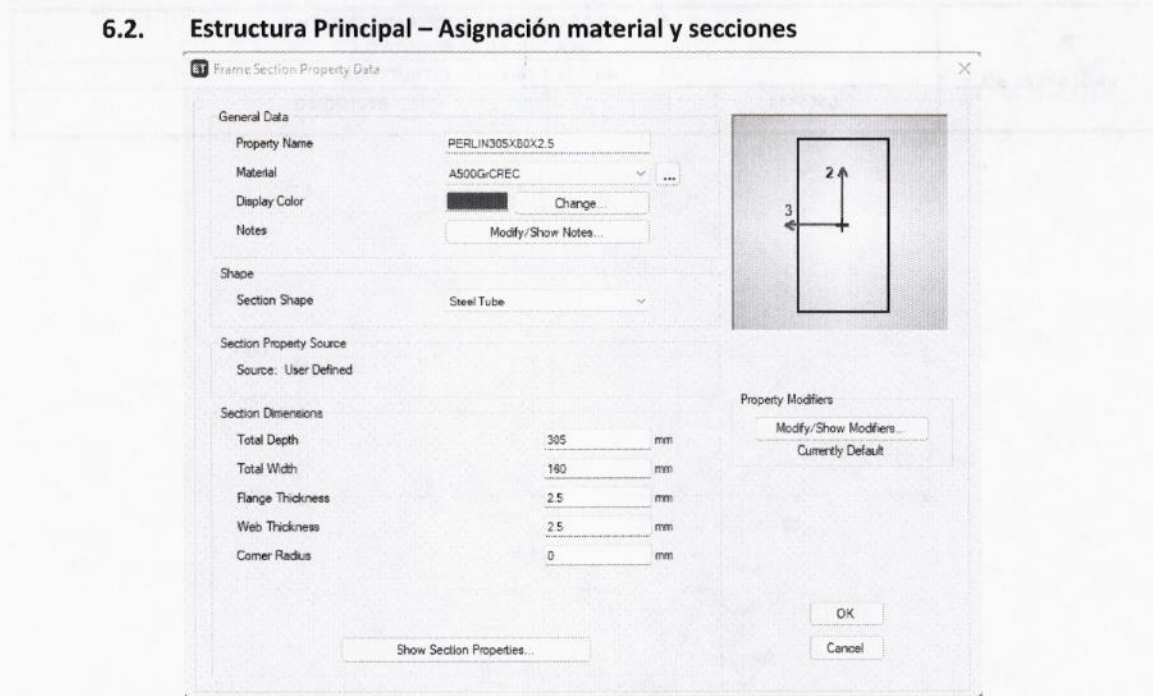 6.2. Estructura Principal – Asignación material y secciones
ET Frame Section Property Data
General Data
Property Name PERLIN305X80X2.5
Material A500GrCREC ...
Display Color Change...
Notes Modify/Show Notes...
2
3
Shape
Section Shape Steel Tube
Section Property Source
Source: User Defined
Section Dimensions
Total Depth 305 mm
Total Width 160 mm
Flange Thickness 2.5 mm
Web Thickness 2.5 mm
Corner Radius 0 mm
Property Modifiers
Modify/Show Modifiers...
Currently Default
Show Section Properties...
OK
Cancel